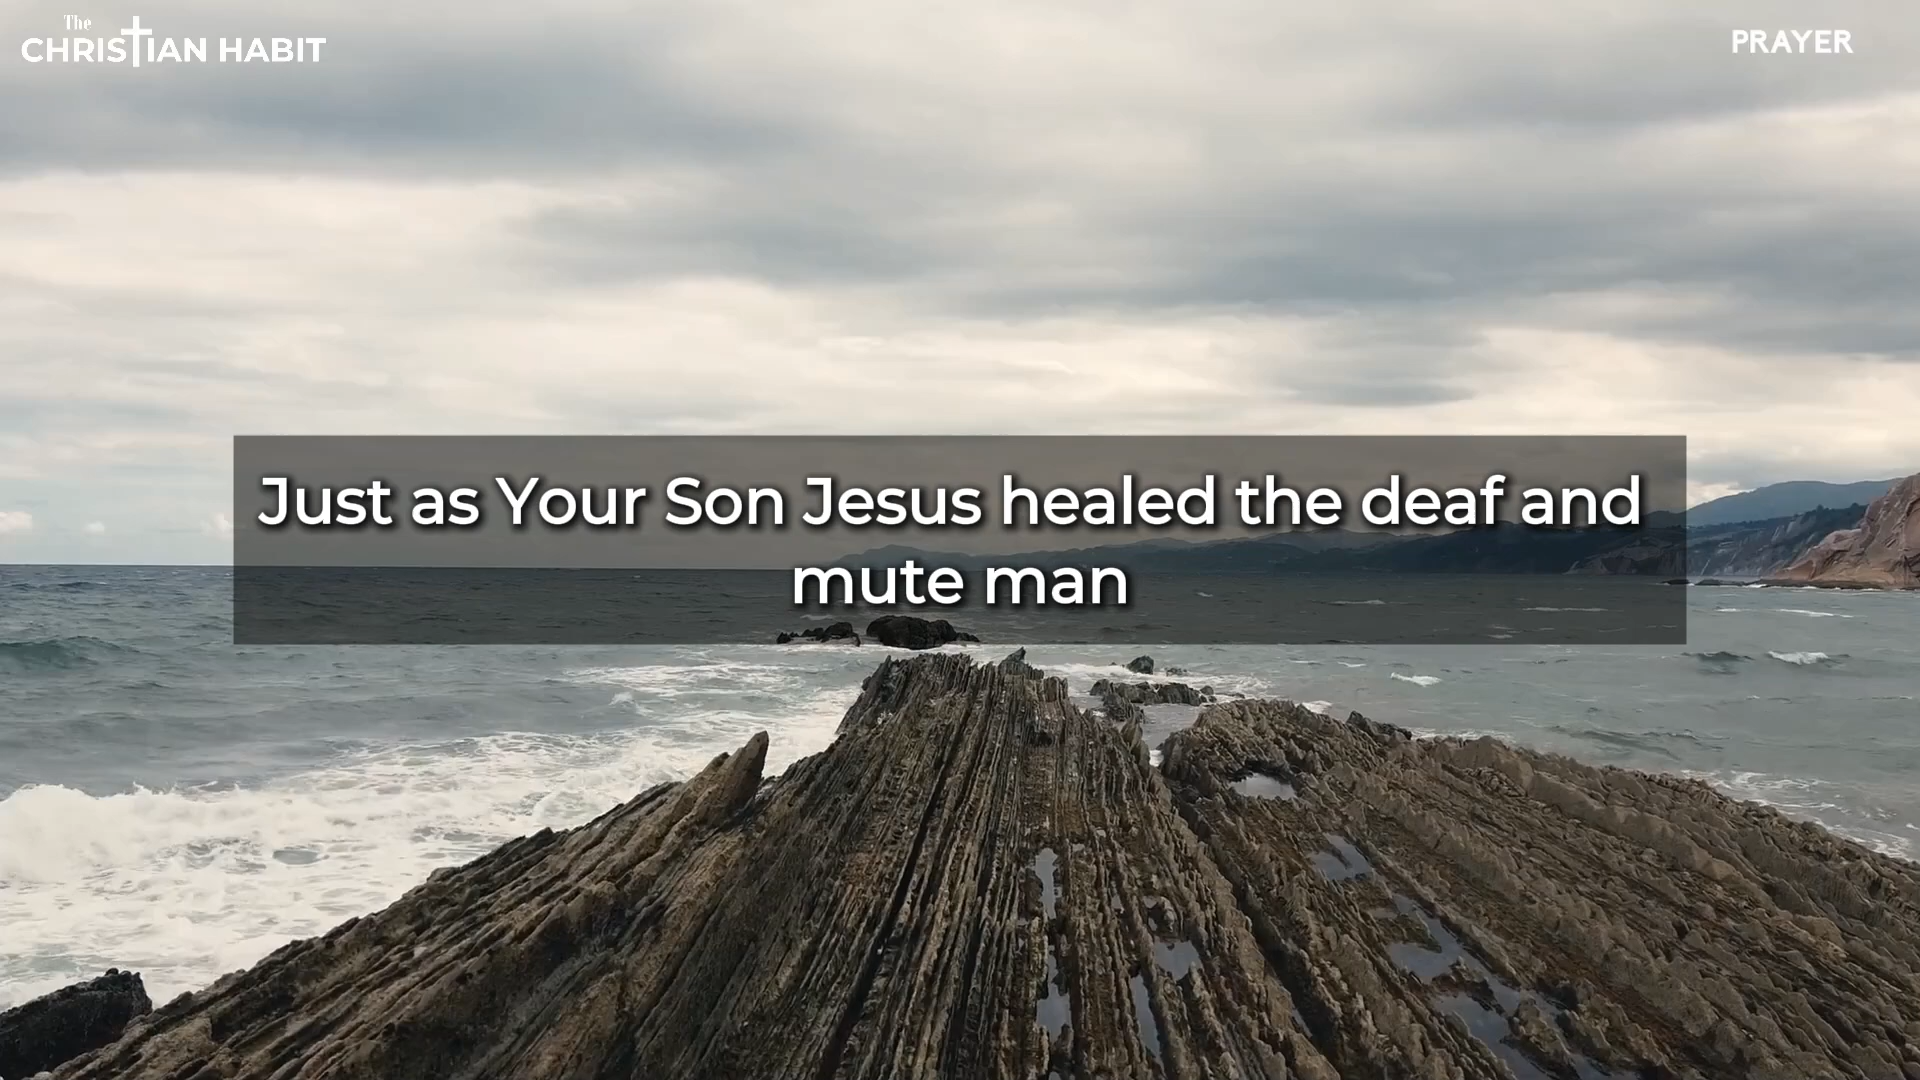 The
CHRISTIAN HABIT
PRAYER
Just as Your Son Jesus healed the deaf and
mute man